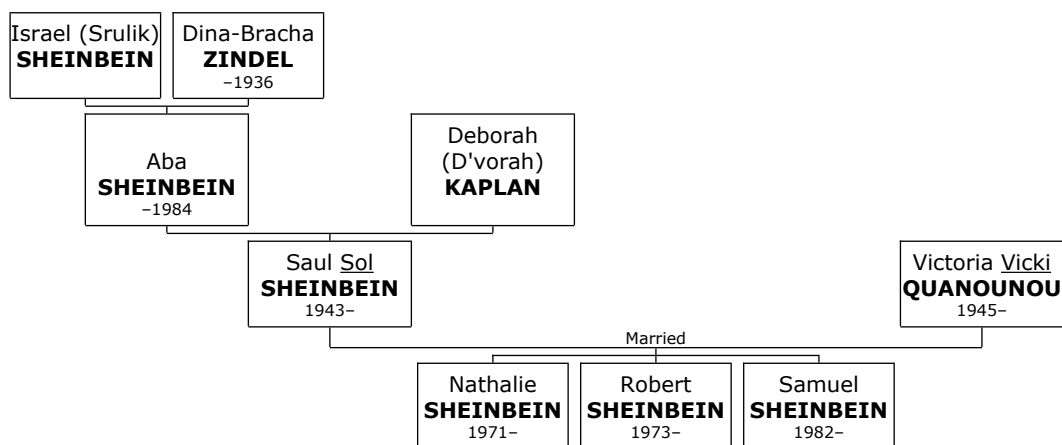 Israel (Srulik)
SHEINBEIN
Dina-Bracha
ZINDEL
–1936
Aba
SHEINBEIN
–1984
Deborah
(D'vorah)
KAPLAN
Saul Sol
SHEINBEIN
1943–
Victoria Vicki
QUANOUNOU
1945–
Married
Nathalie
SHEINBEIN
1971–
Robert
SHEINBEIN
1973–
Samuel
SHEINBEIN
1982–